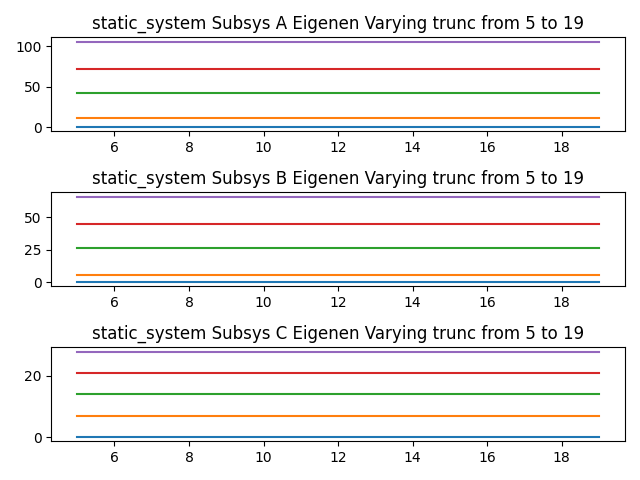 static_system Subsys A Eigenen Varying trunc from 5 to 19
100
50
0
6 8 10 12 14 16 18
static_system Subsys B Eigenen Varying trunc from 5 to 19
50
25
0
6 8 10 12 14 16 18
static_system Subsys C Eigenen Varying trunc from 5 to 19
20
0
6 8 10 12 14 16 18